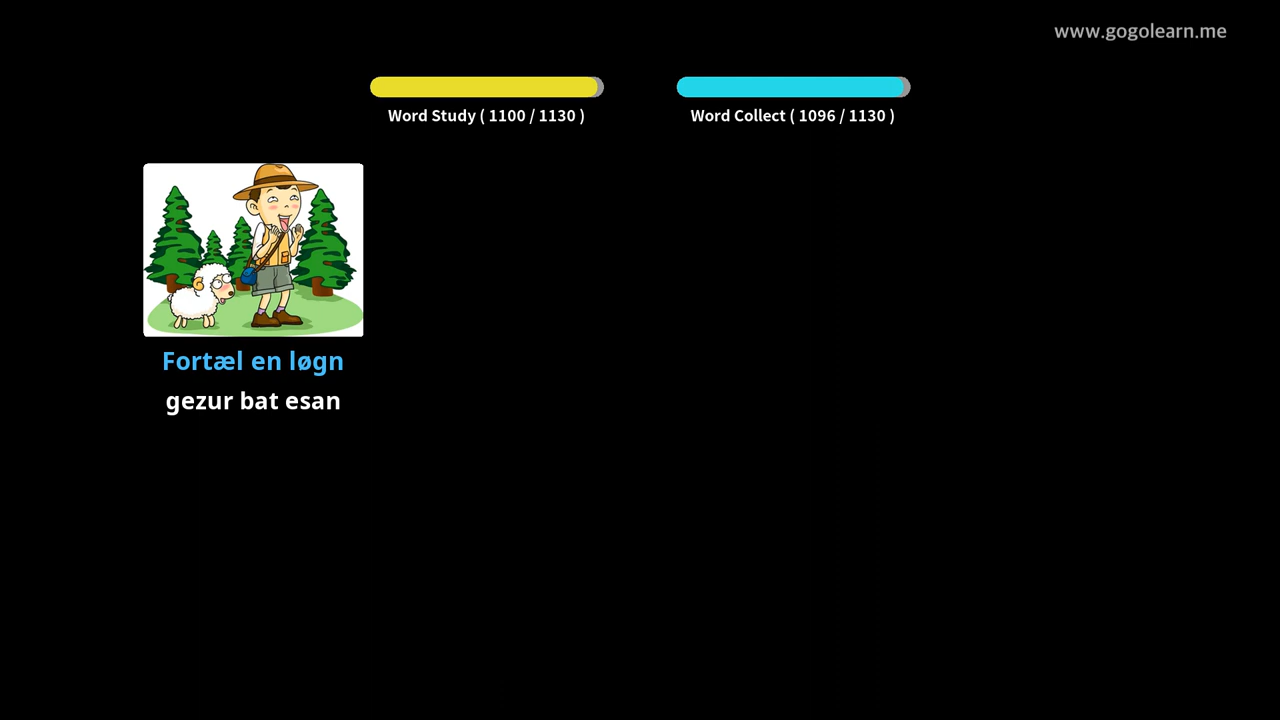 www.gogolearn.me
Word Study ( 1100 / 1130 )
Word Collect ( 1096 / 1130 )
Fortæl en løgn
gezur bat esan